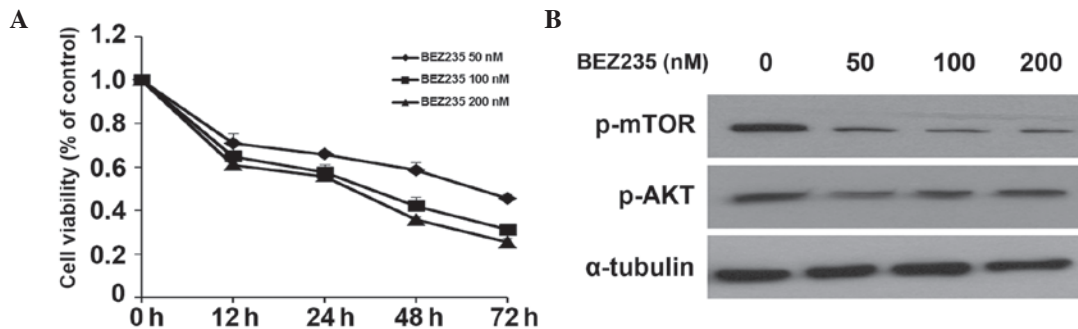 A
Cell viability (% of control)
1.2
1.0
0.8
0.6
0.4
0.2
0
0 h 12 h 24 h 48 h 72 h
BEZ235 50 nM
BEZ235 100 nM
BEZ235 200 nM
B
BEZ235 (nM) 0 50 100 200
p-mTOR
p-AKT
α-tubulin